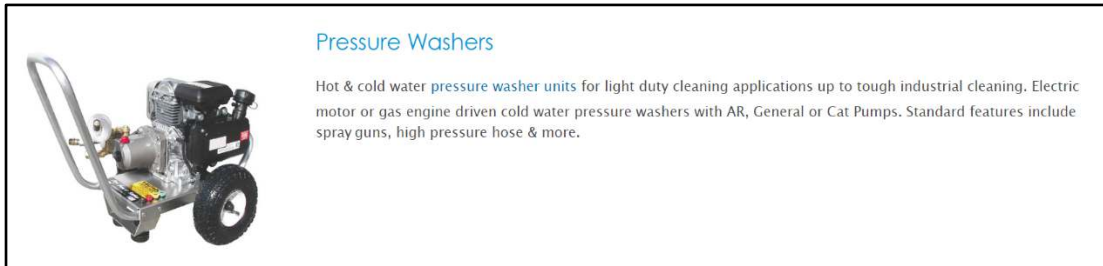 Pressure Washers
Hot & cold water pressure washer units for light duty cleaning applications up to tough industrial cleaning. Electric
motor or gas engine driven cold water pressure washers with AR, General or Cat Pumps. Standard features include
spray guns, high pressure hose & more.